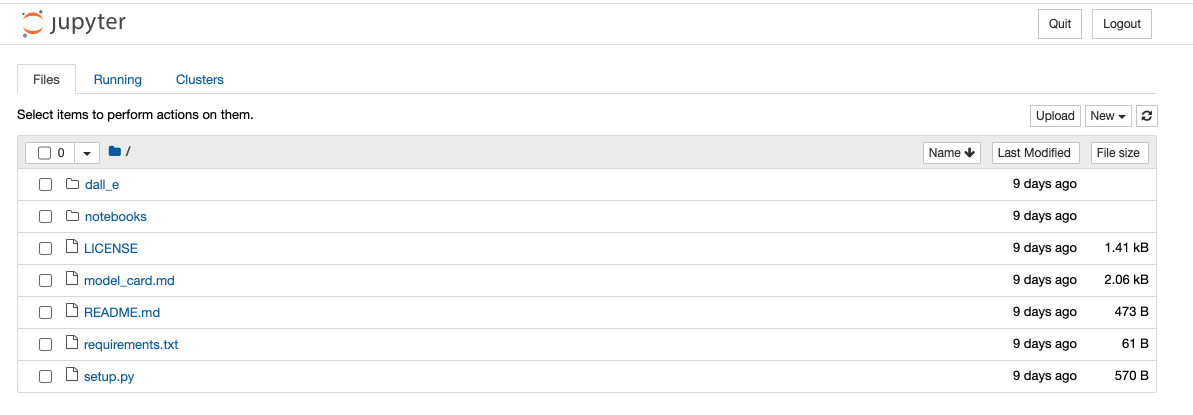 jupyter Quit Logout
Files Running Clusters
Select items to perform actions on them. Upload New
0 / Name Last Modified File size
dall_e 9 days ago
notebooks 9 days ago
LICENSE 9 days ago 1.41 kB
model_card.md 9 days ago 2.06 kB
README.md 9 days ago 473 B
requirements.txt 9 days ago 61 B
setup.py 9 days ago 570 B